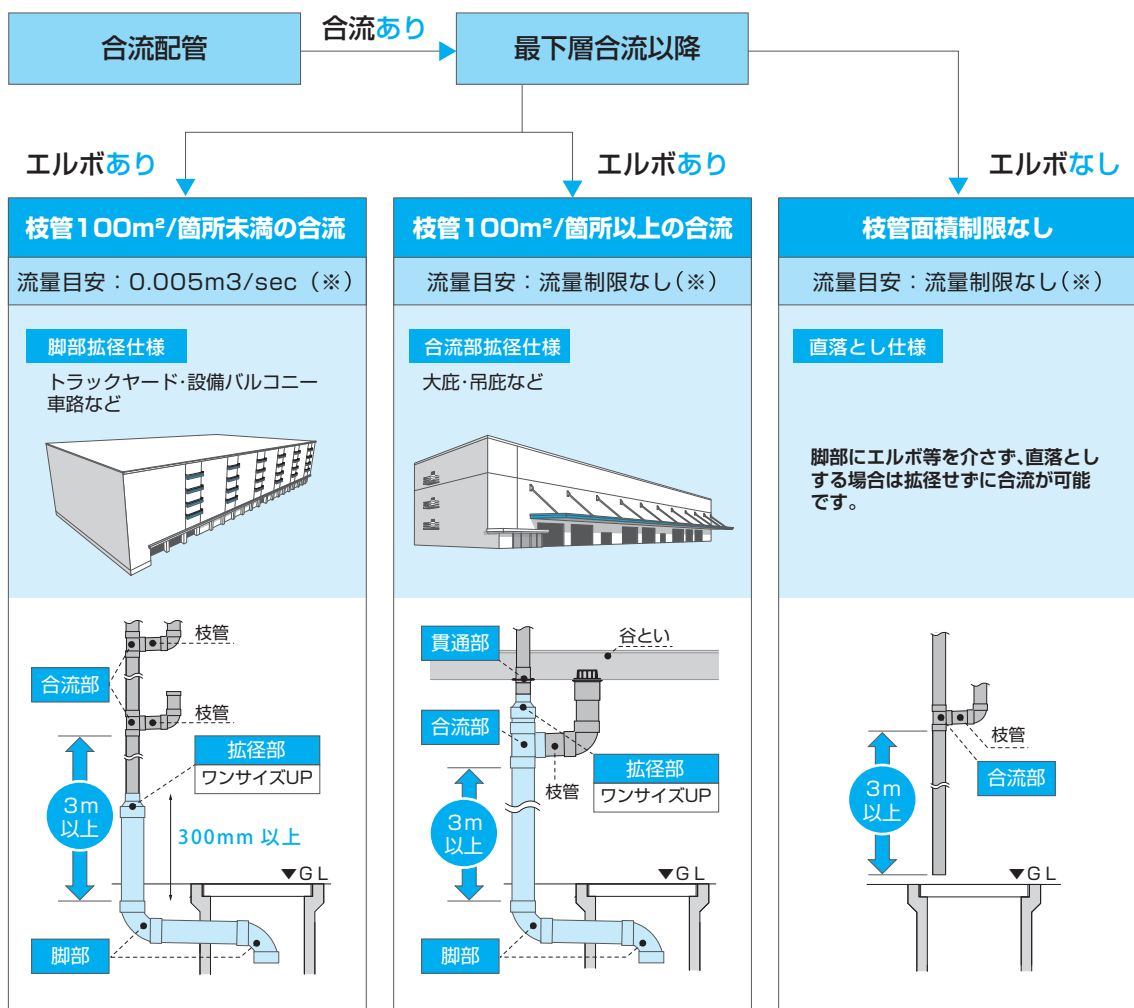 合流配管
合流あり
最下層合流以降
エルボあり
エルボあり
エルボなし
枝管100m²/箇所未満の合流
流量目安：0.005m3/sec（※）
脚部拡径仕様
トラックヤード・設備バルコニー
車路など
枝管
合流部
枝管
拡径部
ワンサイズUP
3m
以上
300mm 以上
▼GL
脚部
枝管100m²/箇所以上の合流
流量目安：流量制限なし（※）
合流部拡径仕様
大庇・吊庇など
貫通部
谷とい
合流部
枝管
拡径部
ワンサイズUP
3m
以上
▼GL
脚部
枝管面積制限なし
流量目安：流量制限なし（※）
直落とし仕様
脚部にエルボ等を介さず、直落とし
する場合は拡径せずに合流が可能
です。
枝管
合流部
3m
以上
▼GL